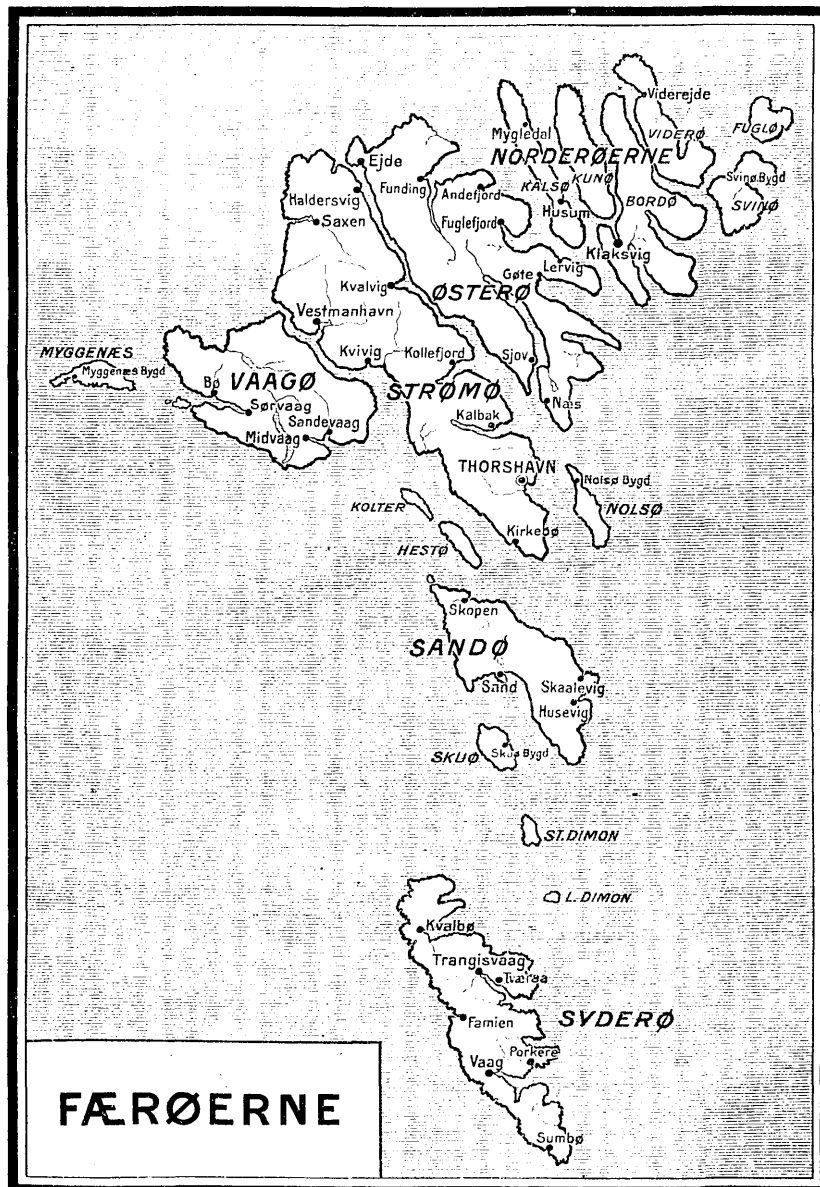 Viderejde
Mygledal
VIDERØ
FUGLØ
NORDERØERNE
Ejde
Funding
KALSØ
KUNØ
Svinø Bygd
Haldersvig
Andefjord
BORDØ
SVINØ
Saxen
Fuglefjord
Husum
Klaksvig
Lervig
Gøte
Kvalvig
ØSTERØ
Vestmanhavn
MYGGENÆS
Myggenæs Bygd
Kvivig
Kollefjord
Sjov
Bø
VAAGØ
STRØMØ
Sørvaag
Næs
Sandevaag
Kalbak
Midvaag
THORSHAVN
Nolsø Bygd
KOLTER
NOLSØ
Kirkebø
HESTØ
Skopen
SANDØ
Sand
Skaalevig
Husevig
SKUØ
Skuø Bygd
ST. DIMON
L. DIMON
Kvalbø
Trangisvaag
Tværaa
SYDERØ
Famien
Porkere
Vaag
FÆRØERNE
Sumbø